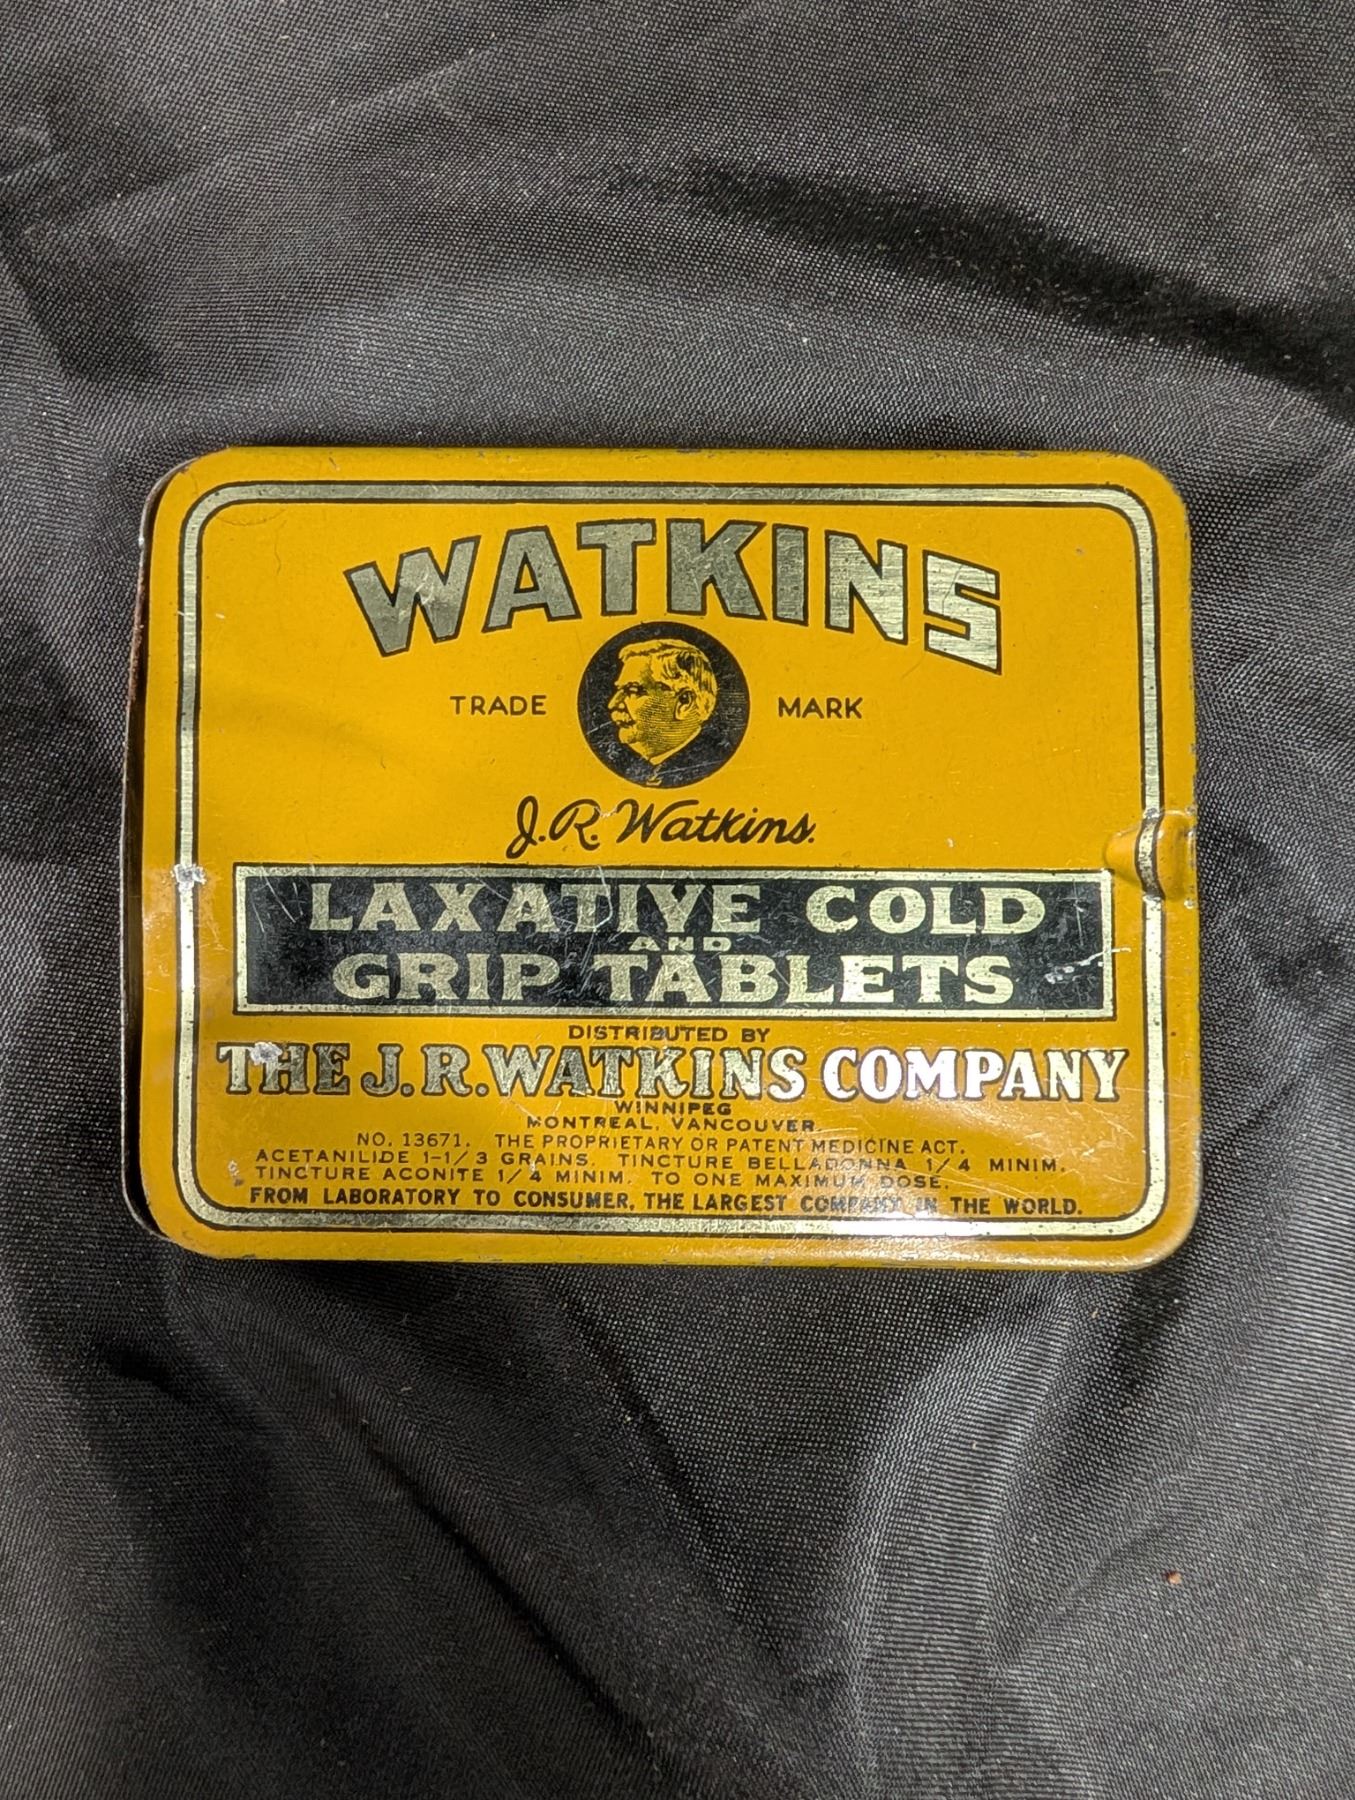 WATKINS
TRADE MARK
J.R. Watkins.
LAXATIVE COLD
AND
GRIP TABLETS
DISTRIBUTED BY
THE J. R. WATKINS COMPANY
WINNIPEG
MONTREAL, VANCOUVER.
NO. 13671. THE PROPRIETARY OR PATENT MEDICINE ACT.
ACETANILIDE 1-1/3 GRAINS. TINCTURE BELLADONNA 1/4 MINIM.
TINCTURE ACONITE 1/4 MINIM. TO ONE MAXIMUM DOSE.
FROM LABORATORY TO CONSUMER, THE LARGEST COMPANY IN THE WORLD.